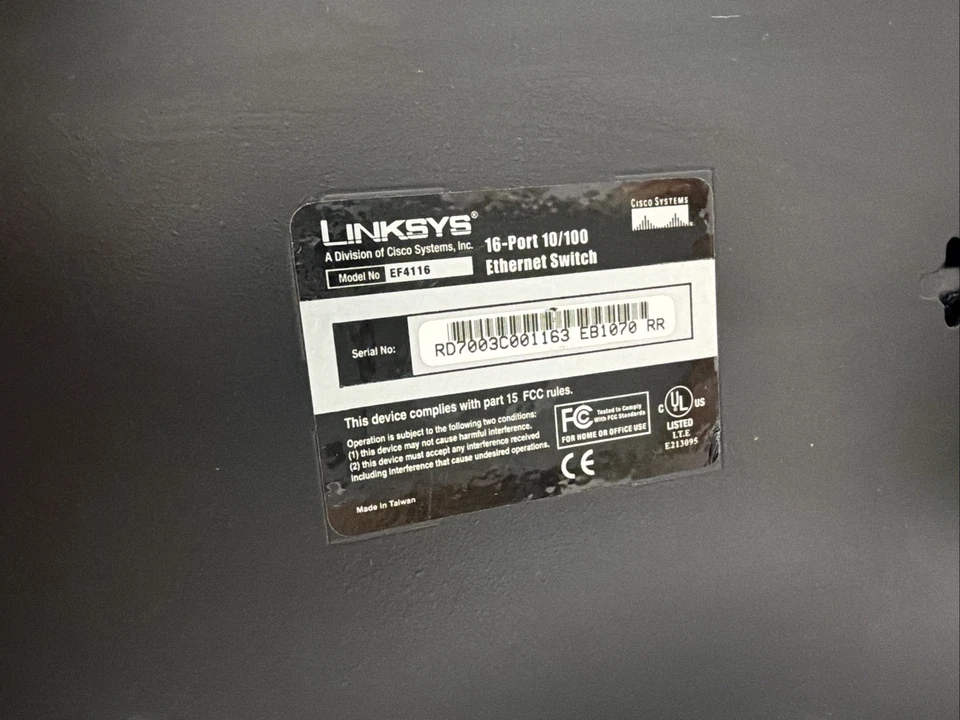 LINKSYS®
A Division of Cisco Systems, Inc.
Model No EF4116
16-Port 10/100
Ethernet Switch
CISCO SYSTEMS
Serial No:
RD7003C001163 EB1070 RR
This device complies with part 15 FCC rules.
Operation is subject to the following two conditions:
(1) this device may not cause harmful interference.
(2) this device must accept any interference received
including interference that cause undesired operations.
FC Tested to Comply
With FCC Standards
FOR HOME OR OFFICE USE
C UL US
LISTED
I.T.E
E213095
CE
Made in Taiwan